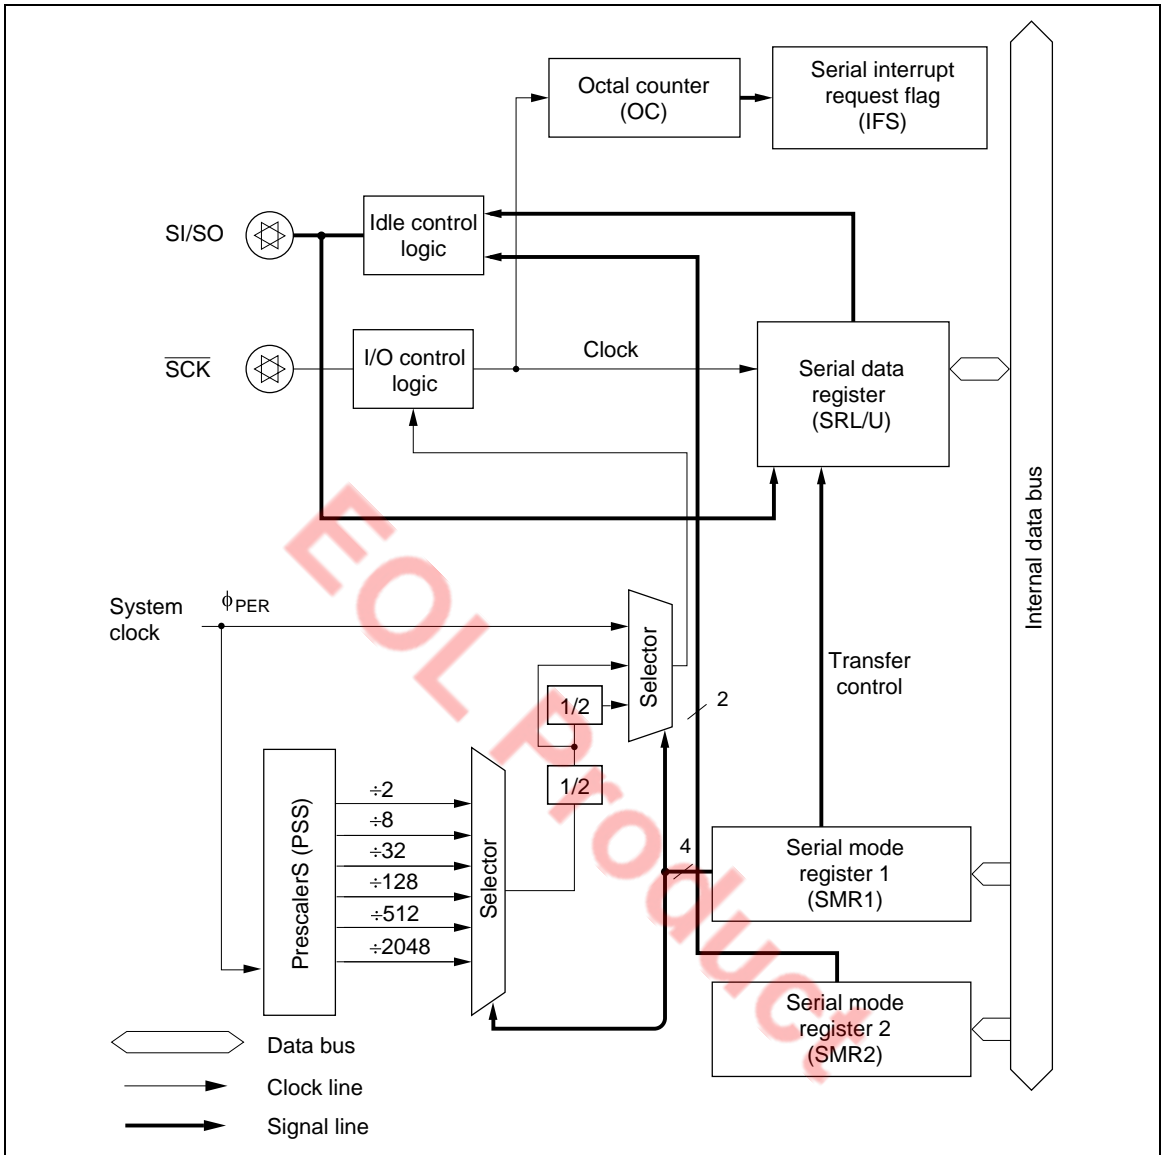 Octal counter
(OC)
Serial interrupt
request flag
(IFS)
SI/SO
Idle control
logic
SCK
I/O control
logic
Clock
Serial data
register
(SRL/U)
Internal data bus
System
clock
ϕPER
Selector
Transfer
control
1/2
2
1/2
PrescalerS (PSS)
÷2
÷8
÷32
÷128
÷512
÷2048
Selector
4
Serial mode
register 1
(SMR1)
Serial mode
register 2
(SMR2)
Data bus
Clock line
Signal line
EOL Product